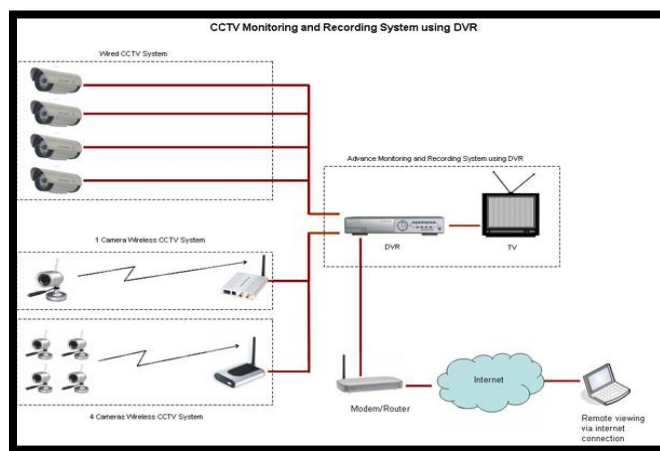 CCTV Monitoring and Recording System using DVR
Wired CCTV System
Advance Monitoring and Recording System using DVR
DVR
TV
1 Camera Wireless CCTV System
4 Cameras Wireless CCTV System
Modem/Router
Internet
Remote viewing
via internet
connection